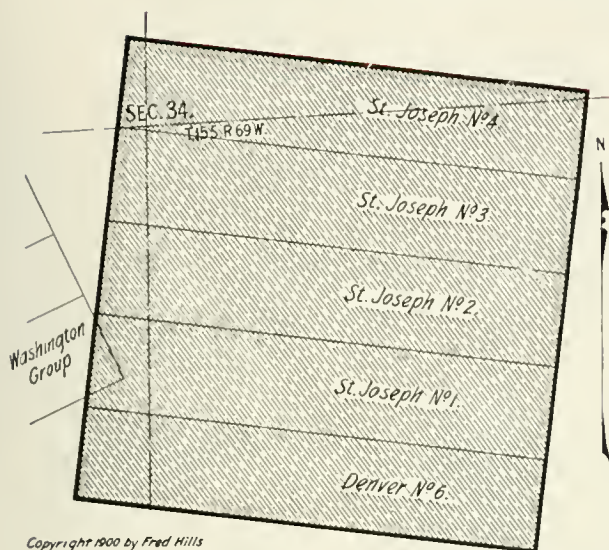 St. Joseph Nº4.
SEC. 34.
T.15S. R 69 W.
N
St. Joseph Nº3
St. Joseph Nº2.
Washington
Group
St. Joseph Nº1.
Denver Nº6.
Copyright 1900 by Fred Hills